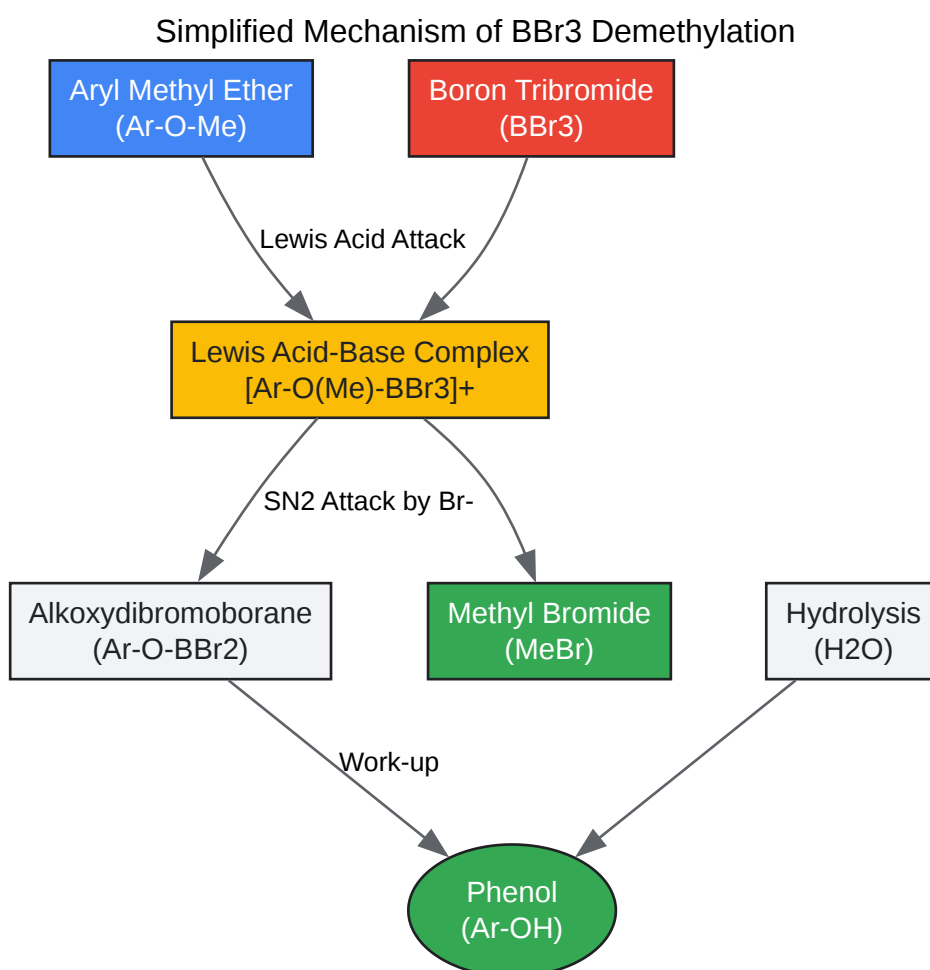 Simplified Mechanism of BBr3 Demethylation
Aryl Methyl Ether
(Ar-O-Me)
Boron Tribromide
(BBr3)
Lewis Acid Attack
Lewis Acid-Base Complex
[Ar-O(Me)-BBr3]+
SN2 Attack by Br-
Alkoxydibromoborane
(Ar-O-BBr2)
Methyl Bromide
(MeBr)
Hydrolysis
(H2O)
Work-up
Phenol
(Ar-OH)